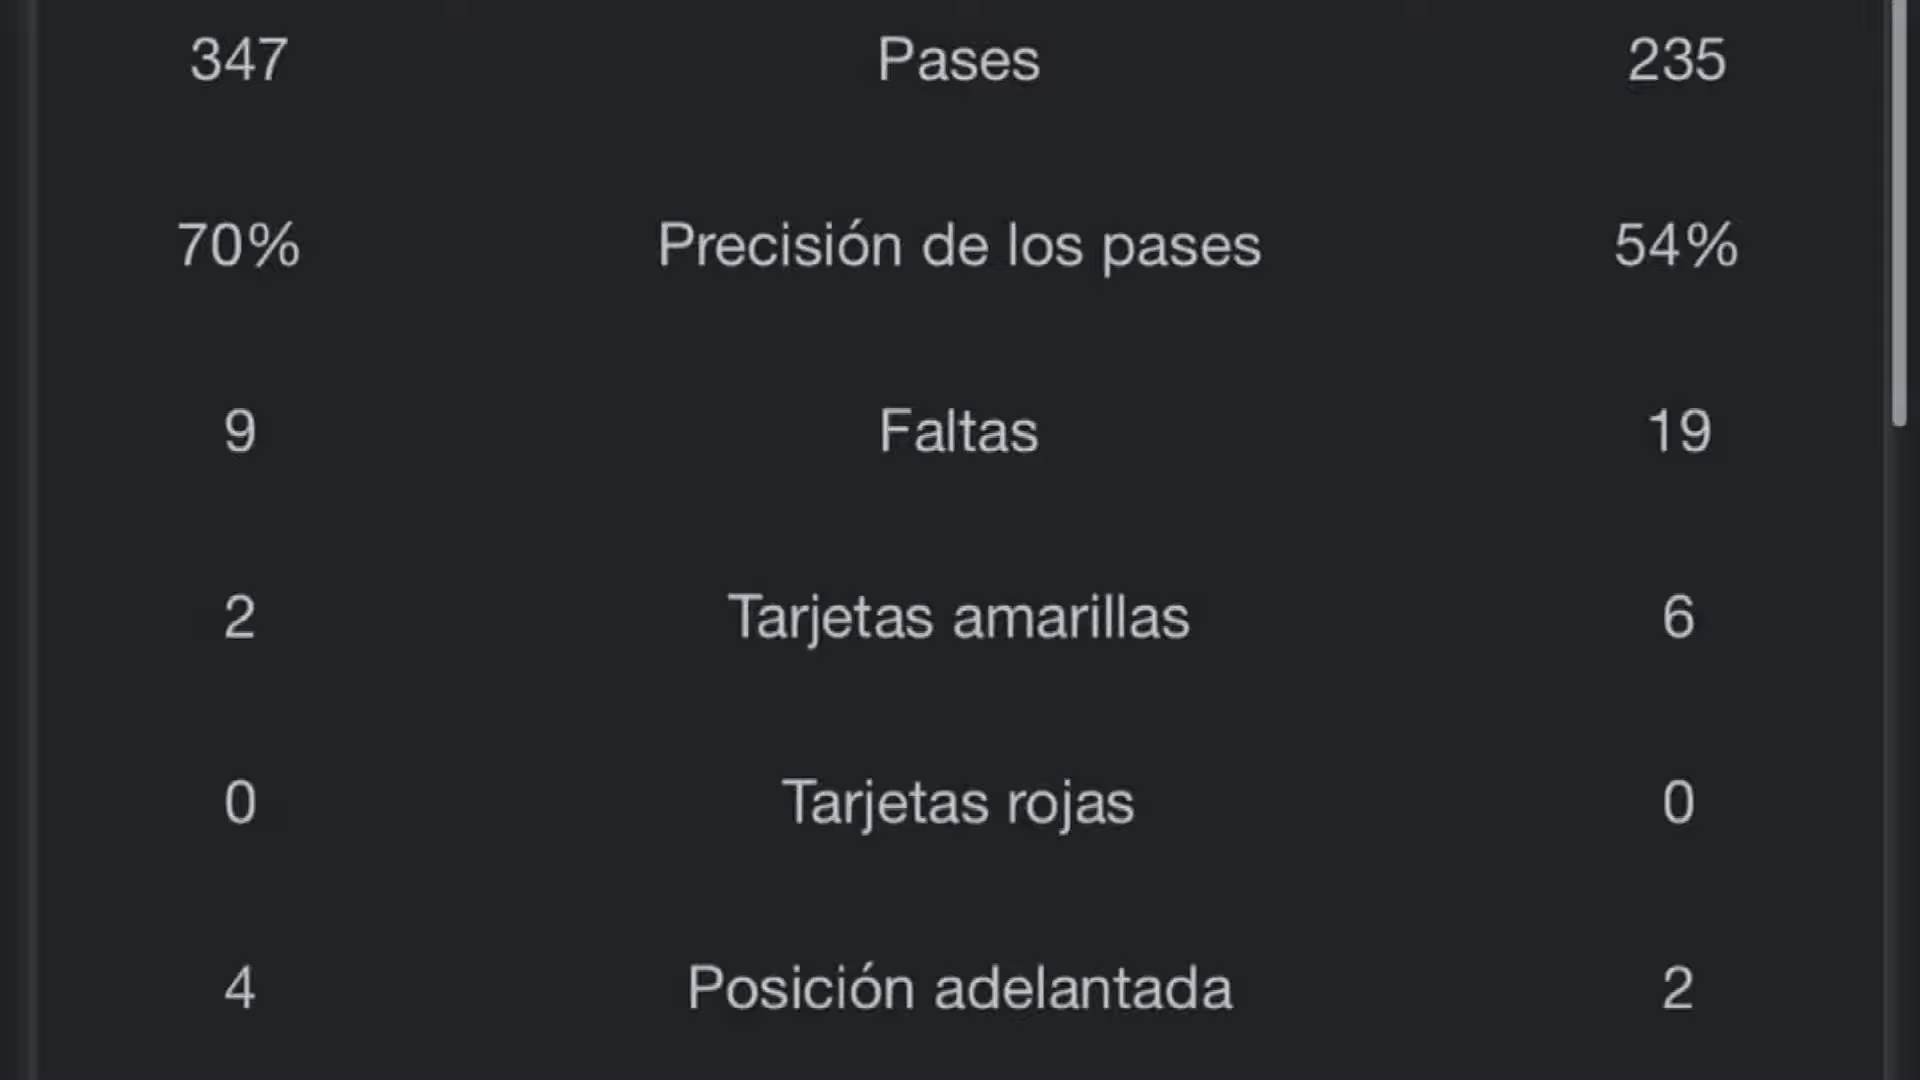 347 Pases 235
70% Precisión de los pases 54%
9 Faltas 19
2 Tarjetas amarillas 6
0 Tarjetas rojas 0
4 Posición adelantada 2